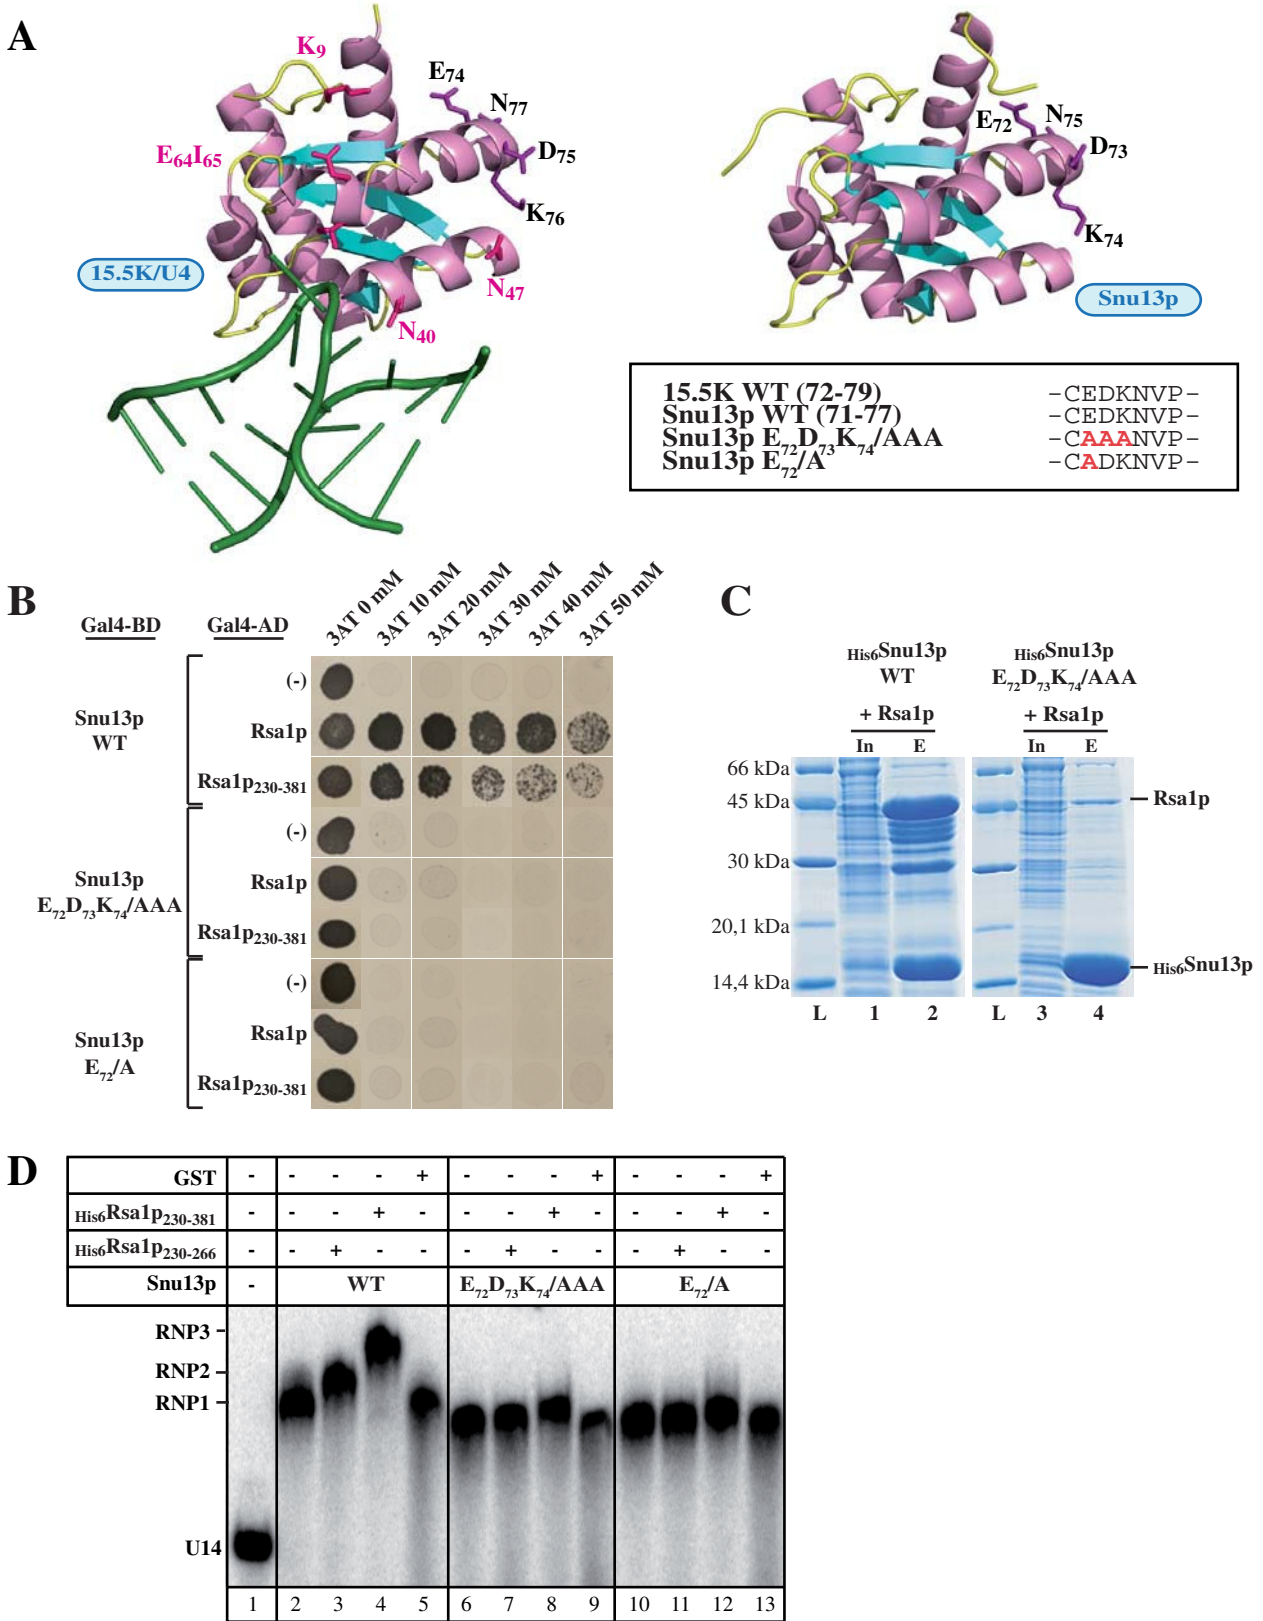 A
K9
E74
N77
E64I65
D75
K76
15.5K/U4
N47
N40
E72
N75
D73
K74
Snu13p
15.5K WT (72-79) -CEDKNVP-
Snu13p WT (71-77) -CEDKNVP-
Snu13p E72D73K74/AAA -CAAANVP-
Snu13p E72/A -CADKNVP-
B
Gal4-BD Gal4-AD 3AT 0 mM 3AT 10 mM 3AT 20 mM 3AT 30 mM 3AT 40 mM 3AT 50 mM
Snu13p
WT
(-)
Rsa1p
Rsa1p230-381
Snu13p
E72D73K74/AAA
(-)
Rsa1p
Rsa1p230-381
Snu13p
E72/A
(-)
Rsa1p
Rsa1p230-381
C
His6Snu13p His6Snu13p
WT E72D73K74/AAA
+ Rsa1p + Rsa1p
In E In E
66 kDa
45 kDa
30 kDa
20,1 kDa
14,4 kDa
Rsa1p
His6Snu13p
L 1 2 L 3 4
D
GST - - - - + - - - + - - - +
His6Rsa1p230-381 - - - + - - - + - - - + -
His6Rsa1p230-266 - - + - - - + - - - + - -
Snu13p - WT E72D73K74/AAA E72/A
RNP3
RNP2
RNP1
U14
1 2 3 4 5 6 7 8 9 10 11 12 13